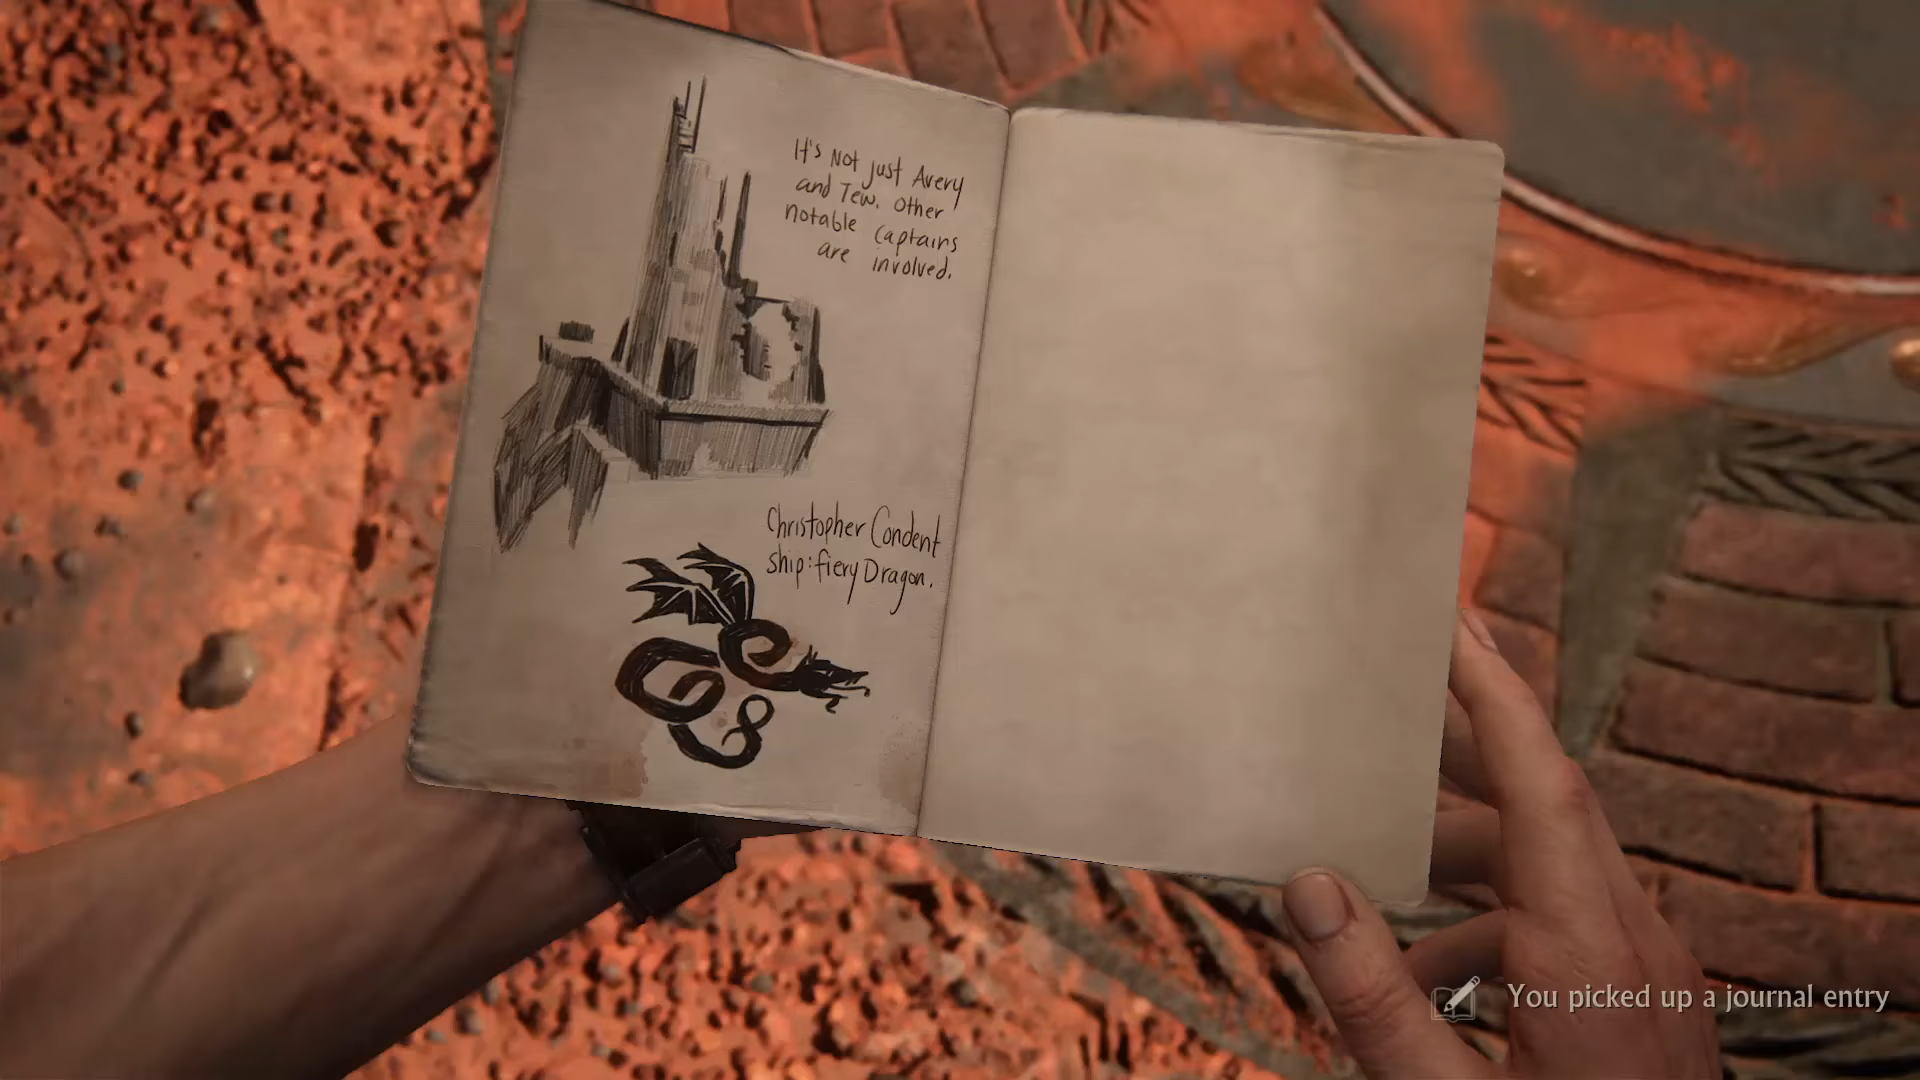 It's Not just Avery
and Tew. Other
notable Captains
are involved.
Christopher Condent
ship: fiery Dragon.
You picked up a journal entry